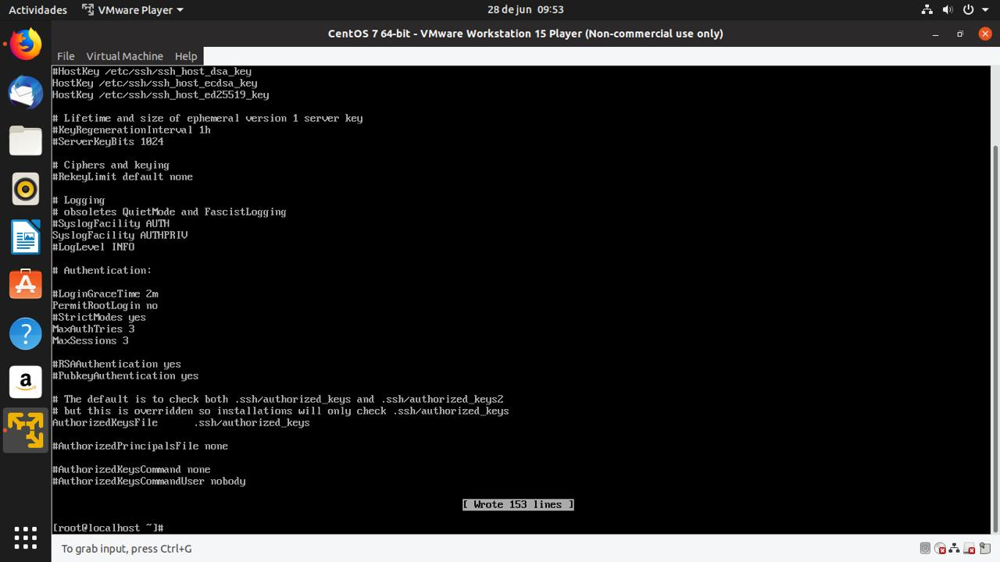 Actividades VMware Player 28 de jun 09:53
CentOS 7 64-bit - VMware Workstation 15 Player (Non-commercial use only)
File Virtual Machine Help
#HostKey /etc/ssh/ssh_host_dsa_key
HostKey /etc/ssh/ssh_host_ecdsa_key
HostKey /etc/ssh/ssh_host_ed25519_key
# Lifetime and size of ephemeral version 1 server key
#KeyRegenerationInterval 1h
#ServerKeyBits 1024
# Ciphers and keying
#RekeyLimit default none
# Logging
# obsoletes QuietMode and FascistLogging
#SyslogFacility AUTH
SyslogFacility AUTHPRIV
#LogLevel INFO
# Authentication:
#LoginGraceTime 2m
PermitRootLogin no
#StrictModes yes
MaxAuthTries 3
MaxSessions 3
#RSAAuthentication yes
#PubkeyAuthentication yes
# The default is to check both .ssh/authorized_keys and .ssh/authorized_keys2
# but this is overridden so installations will only check .ssh/authorized_keys
AuthorizedKeysFile .ssh/authorized_keys
#AuthorizedPrincipalsFile none
#AuthorizedKeysCommand none
#AuthorizedKeysCommandUser nobody
[ Wrote 153 lines ]
[root@localhost ~]#
To grab input, press Ctrl+G